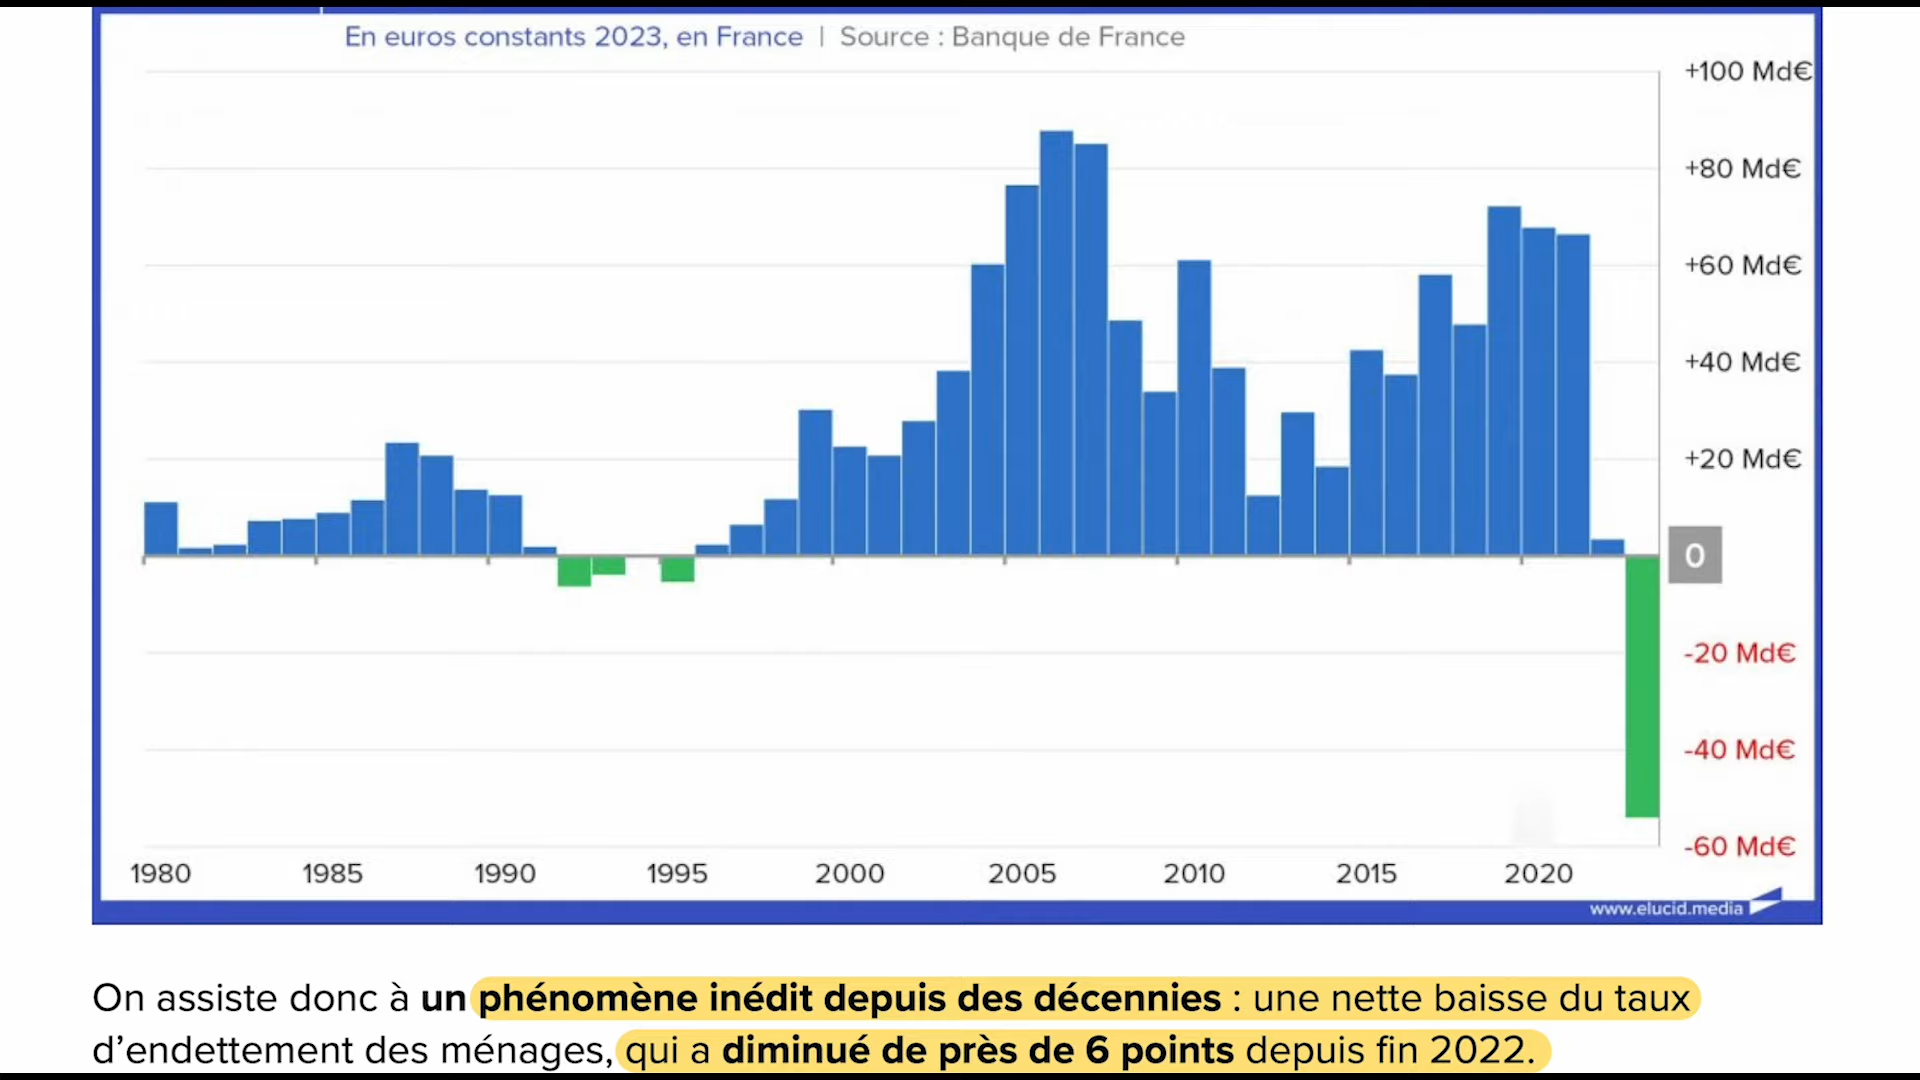 En euros constants 2023, en France | Source : Banque de France
+100 Md€
+80 Md€
+60 Md€
+40 Md€
+20 Md€
0
-20 Md€
-40 Md€
-60 Md€
1980 1985 1990 1995 2000 2005 2010 2015 2020
www.elucid.media
On assiste donc à un phénomène inédit depuis des décennies : une nette baisse du taux
d’endettement des ménages, qui a diminué de près de 6 points depuis fin 2022.